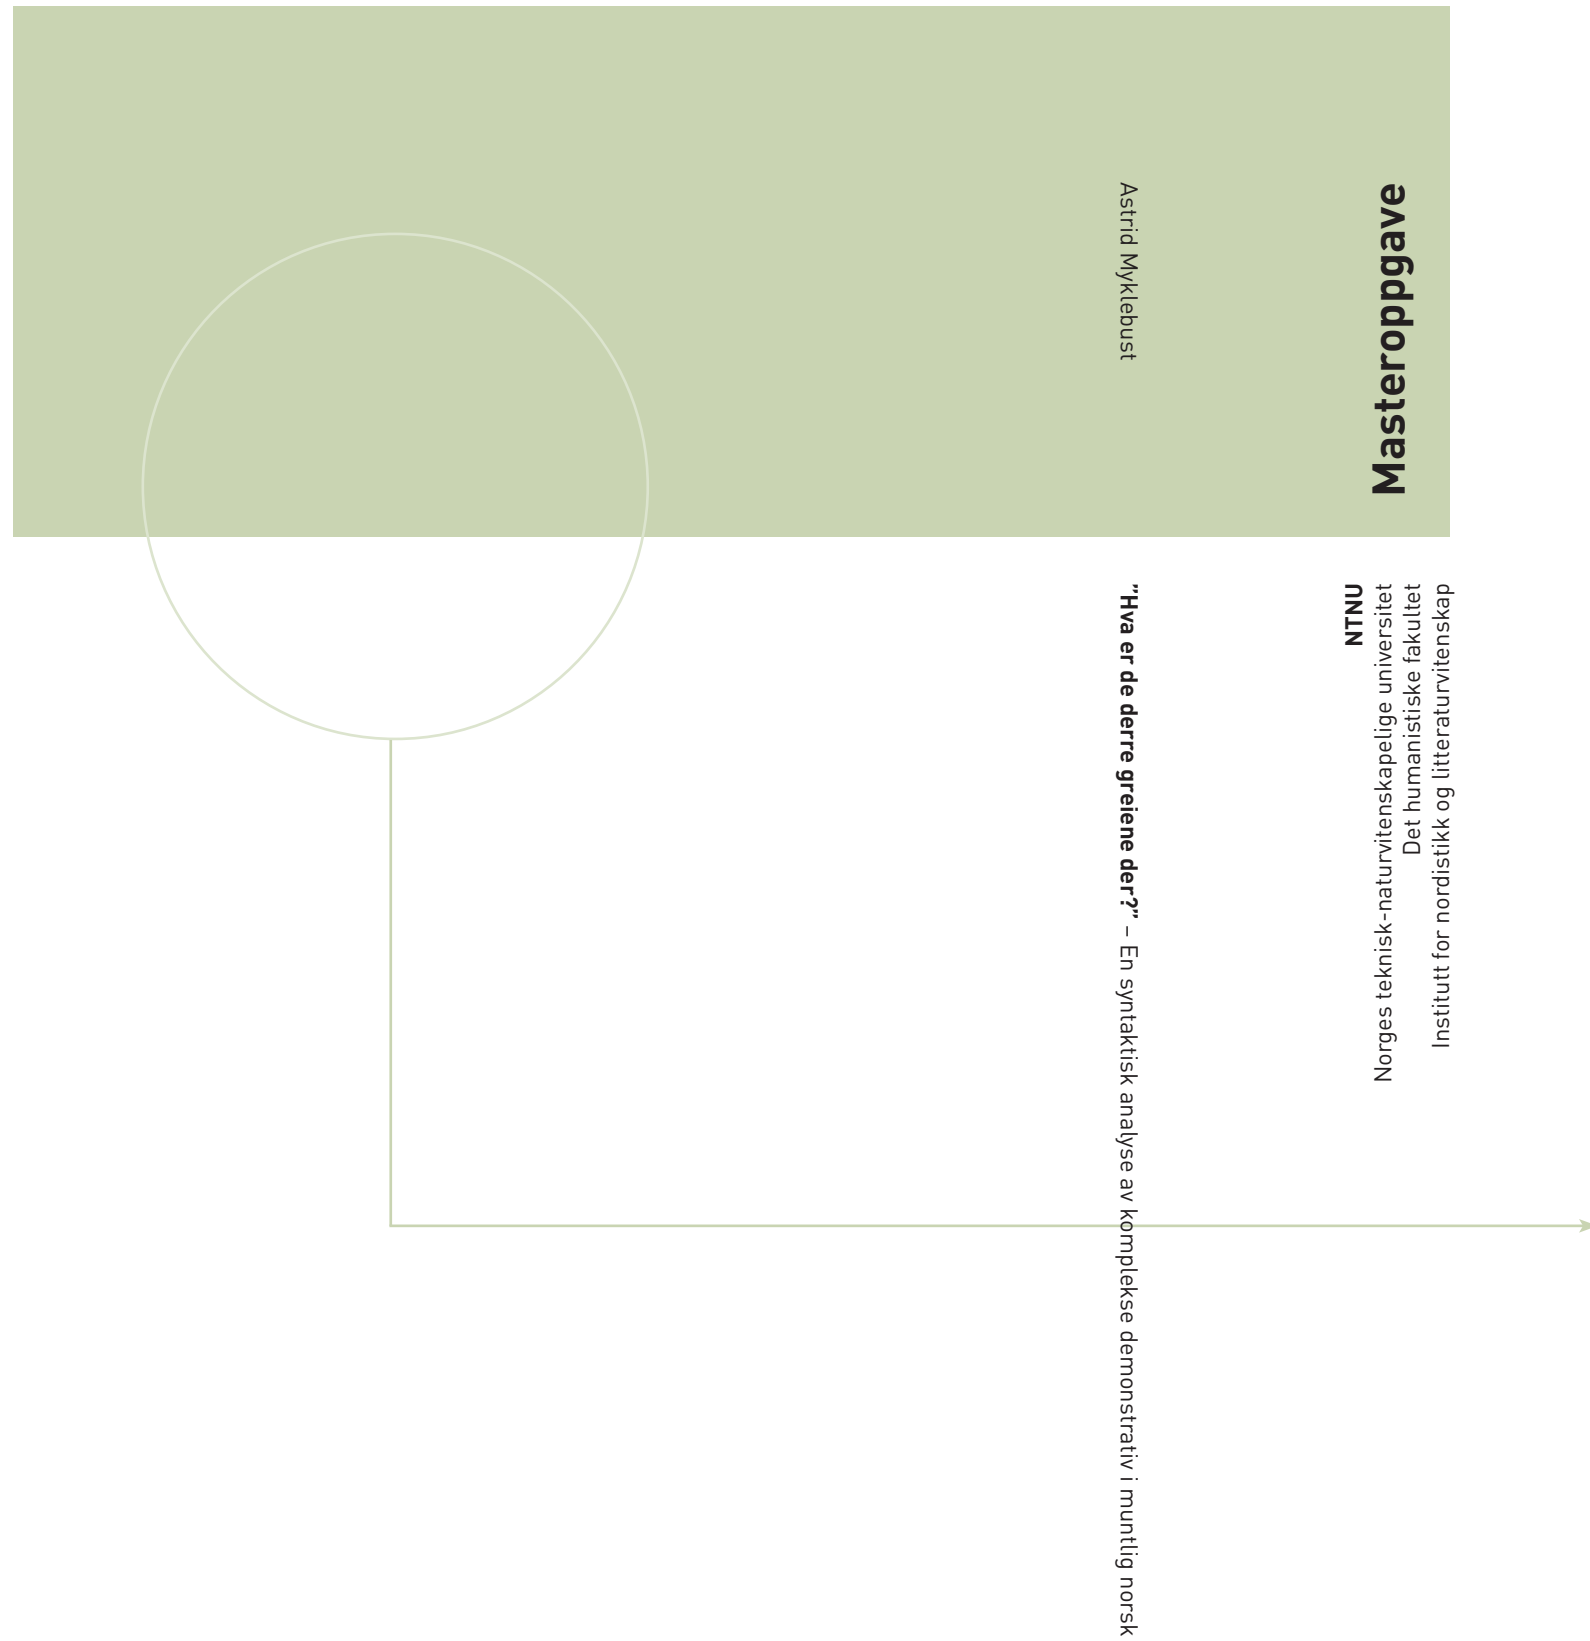 Masteroppgave
NTNU
Norges teknisk-naturvitenskapelige universitet
Det humanistiske fakultet
Institutt for nordistikk og litteraturvitenskap
Astrid Myklebust
”Hva er de derre greiene der?” – En syntaktisk analyse av komplekse demonstrativ i muntlig norsk